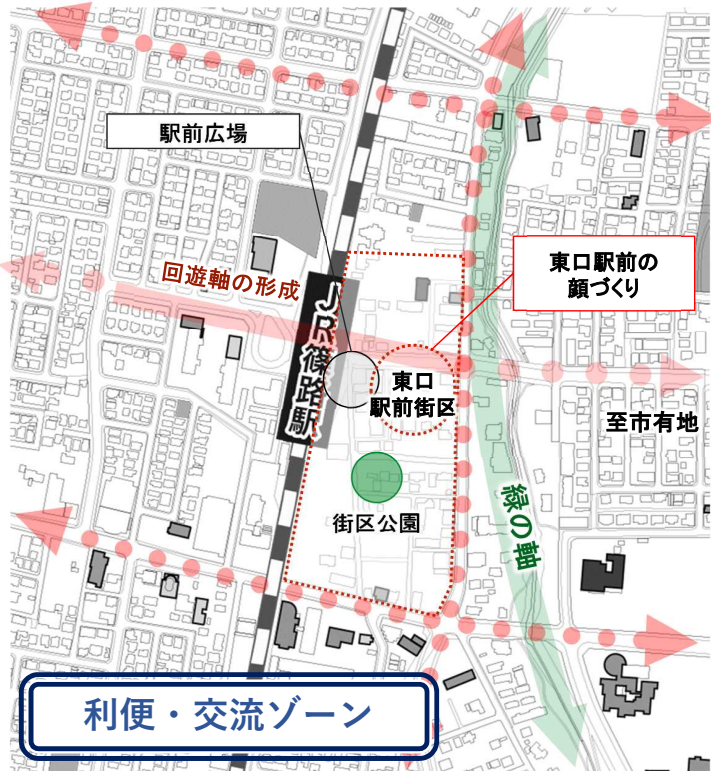 駅前広場
回遊軸の形成
東口駅前の
顔づくり
JR篠路駅
東口
駅前街区
至市有地
街区公園
緑の軸
利便・交流ゾーン